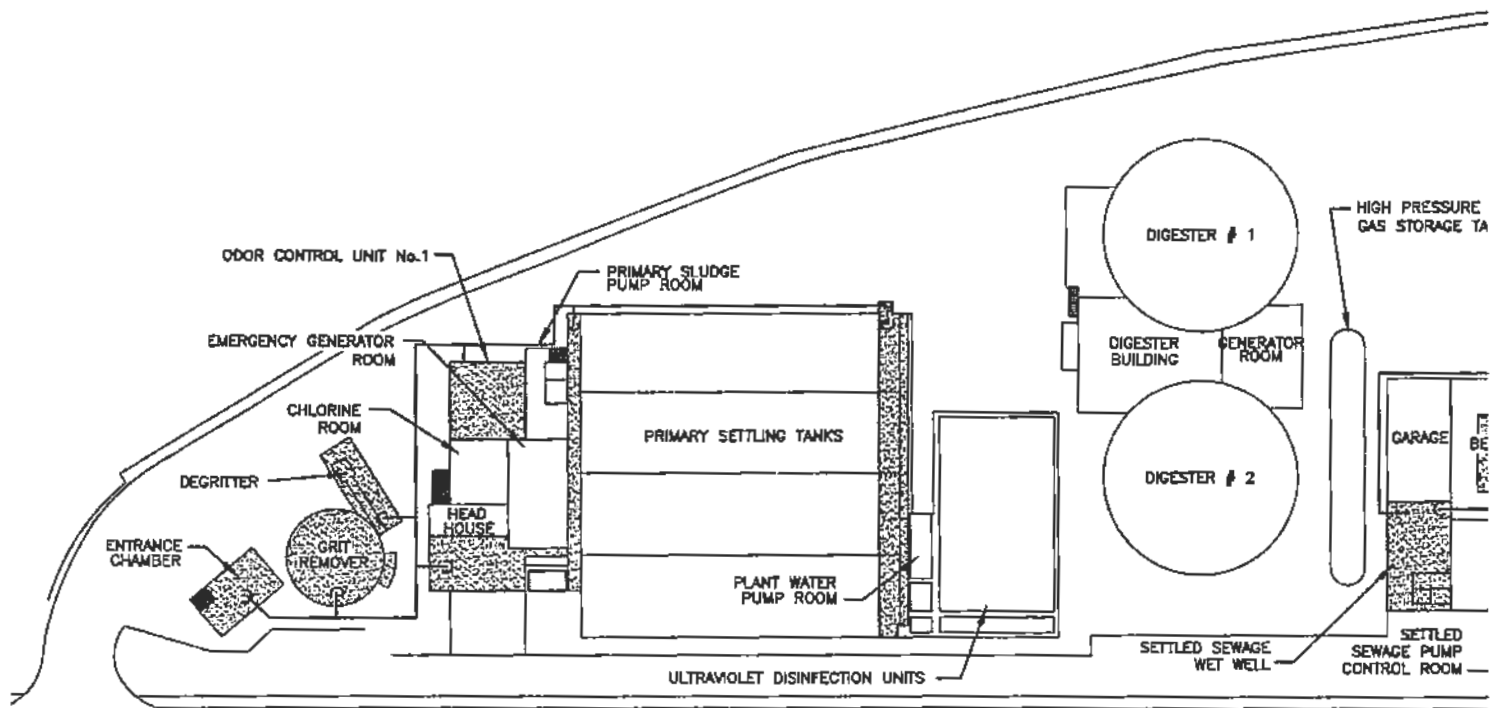 HIGH PRESSURE
GAS STORAGE TA
DIGESTER # 1
ODOR CONTROL UNIT No.1
PRIMARY SLUDGE
PUMP ROOM
EMERGENCY GENERATOR
ROOM
DIGESTER
BUILDING
GENERATOR
ROOM
CHLORINE
ROOM
PRIMARY SETTLING TANKS
GARAGE
BE
DEGRITTER
DIGESTER # 2
HEAD
HOUSE
ENTRANCE
CHAMBER
GRIT
REMOVER
PLANT WATER
PUMP ROOM
SETTLED SEWAGE
WET WELL
SETTLED
SEWAGE PUMP
CONTROL ROOM
ULTRAVIOLET DISINFECTION UNITS